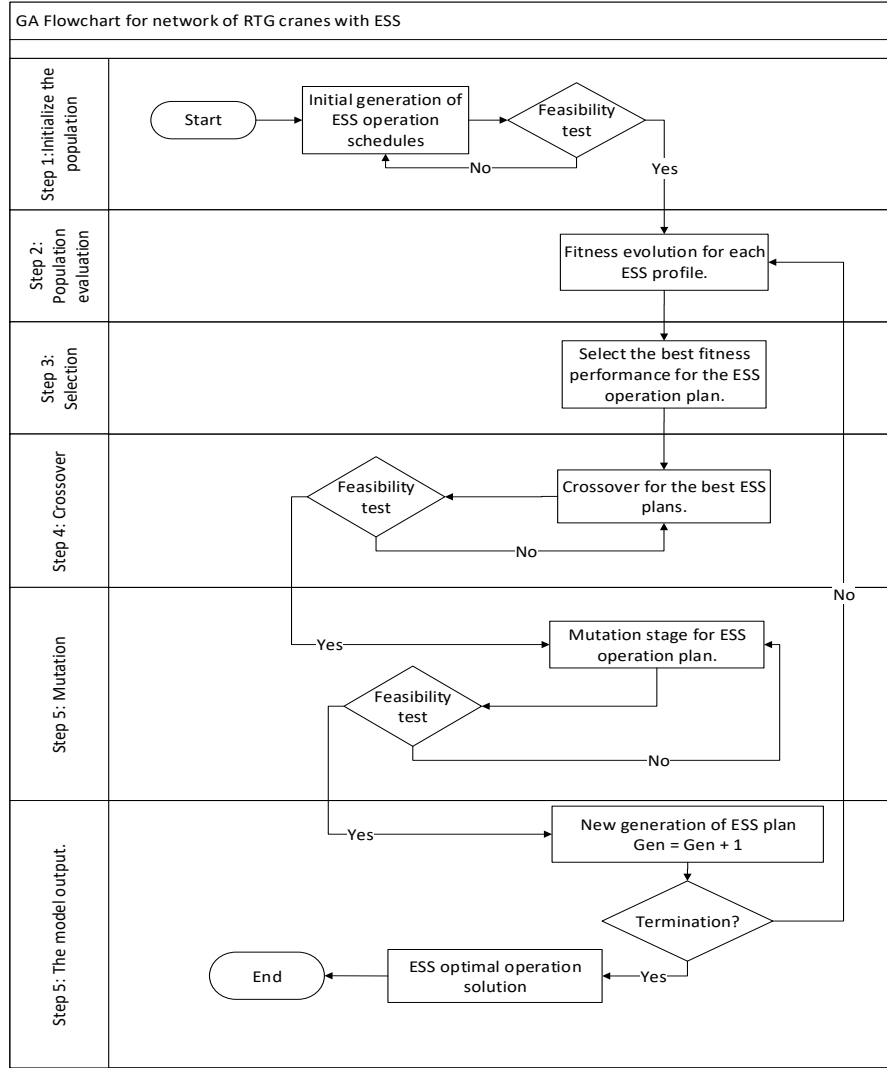 GA Flowchart for network of RTG cranes with ESS
Step 1:Initialize the
population
Start
Initial generation of
ESS operation
schedules
Feasibility
test
No
Yes
Step 2:
Population
evaluation
Fitness evolution for each
ESS profile.
Step 3:
Selection
Select the best fitness
performance for the ESS
operation plan.
Step 4: Crossover
Feasibility
test
Crossover for the best ESS
plans.
No
No
Step 5: Mutation
Yes
Mutation stage for ESS
operation plan.
Feasibility
test
No
Step 5: The model output.
Yes
New generation of ESS plan
Gen = Gen + 1
Termination?
Yes
ESS optimal operation
solution
End